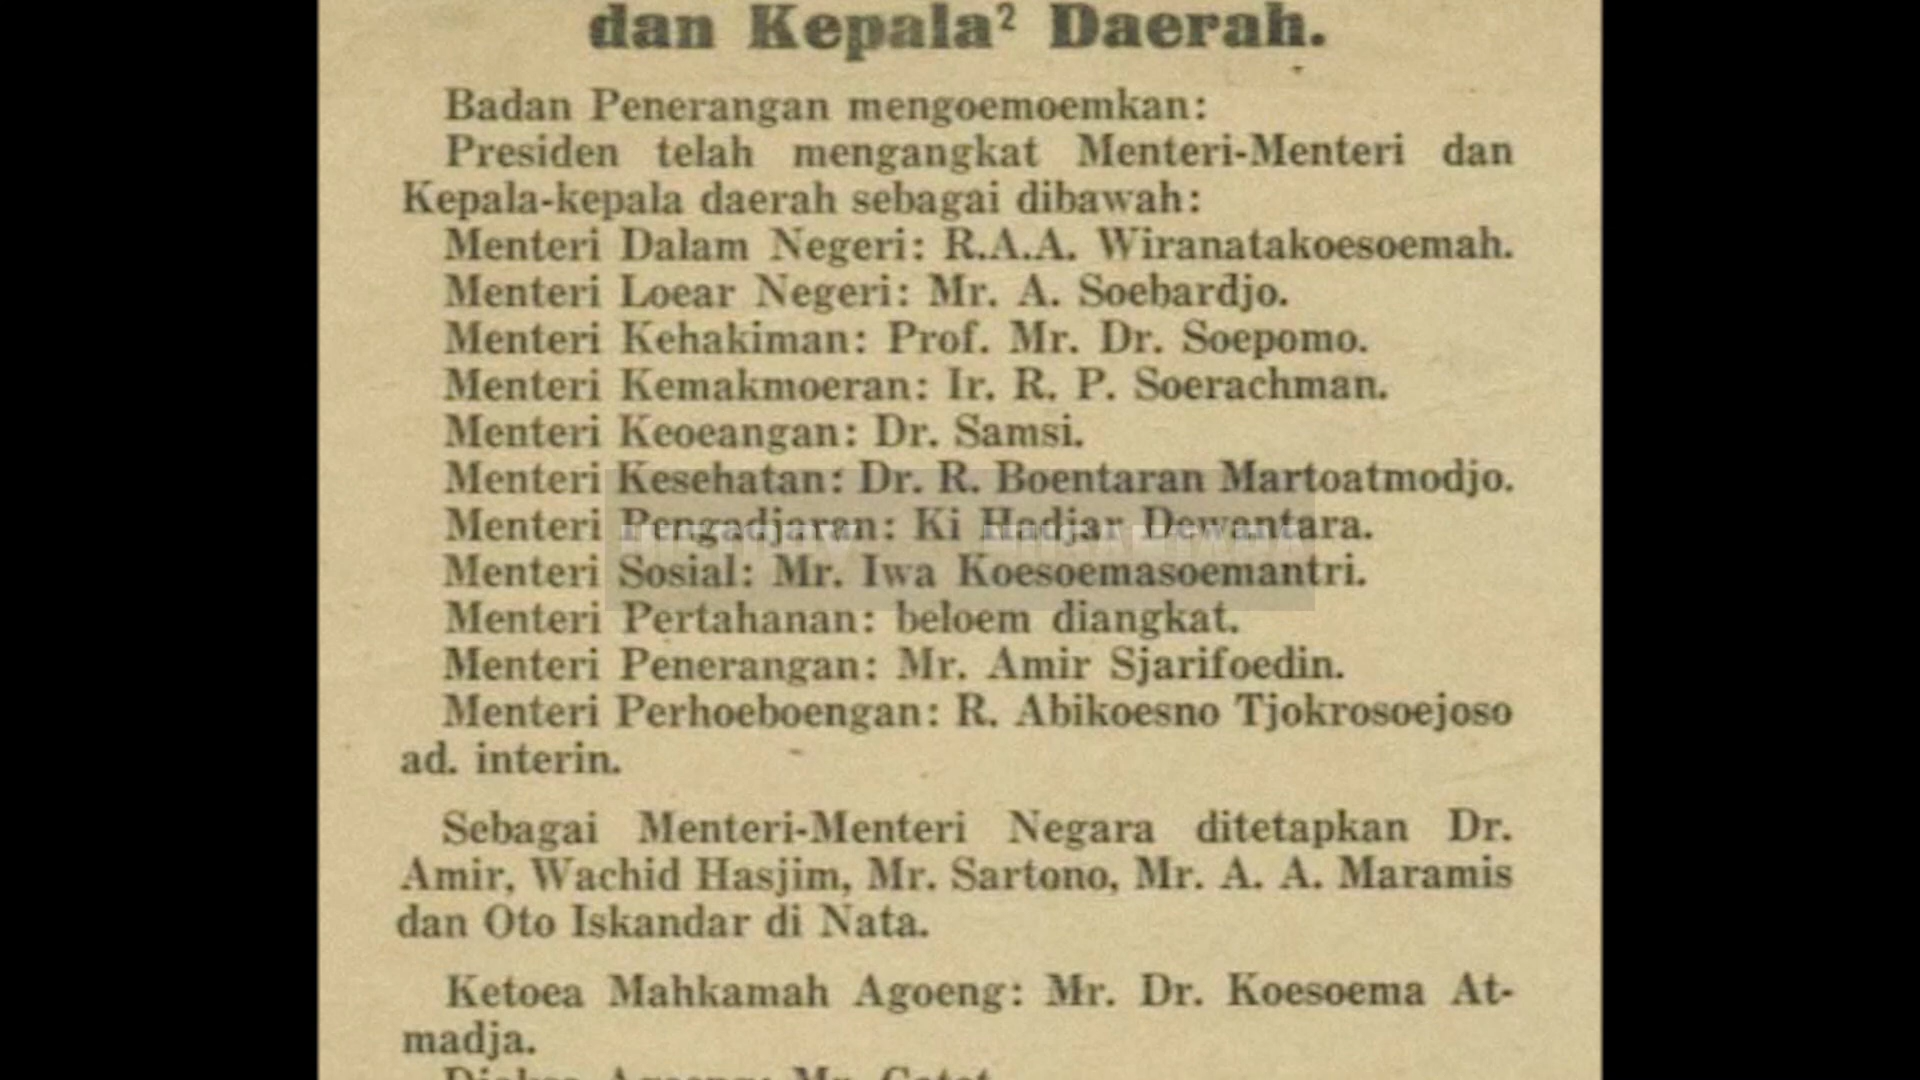 dan Kepala² Daerah.
Badan Penerangan mengoemoemkan:
Presiden telah mengangkat Menteri-Menteri dan
Kepala-kepala daerah sebagai dibawah:
Menteri Dalam Negeri: R.A.A. Wiranatakoesoemah.
Menteri Loear Negeri: Mr. A. Soebardjo.
Menteri Kehakiman: Prof. Mr. Dr. Soepomo.
Menteri Kemakmoeran: Ir. R. P. Soerachman.
Menteri Keoeangan: Dr. Samsi.
Menteri Kesehatan: Dr. R. Boentaran Martoatmodjo.
Menteri Pengadjaran: Ki Hadjar Dewantara.
Menteri Sosial: Mr. Iwa Koesoemasoemantri.
Menteri Pertahanan: beloem diangkat.
Menteri Penerangan: Mr. Amir Sjarifoedin.
Menteri Perhoeboengan: R. Abikoesno Tjokrosoejoso
ad. interin.
Sebagai Menteri-Menteri Negara ditetapkan Dr.
Amir, Wachid Hasjim, Mr. Sartono, Mr. A. A. Maramis
dan Oto Iskandar di Nata.
Ketoea Mahkamah Agoeng: Mr. Dr. Koesoema At-
madja.